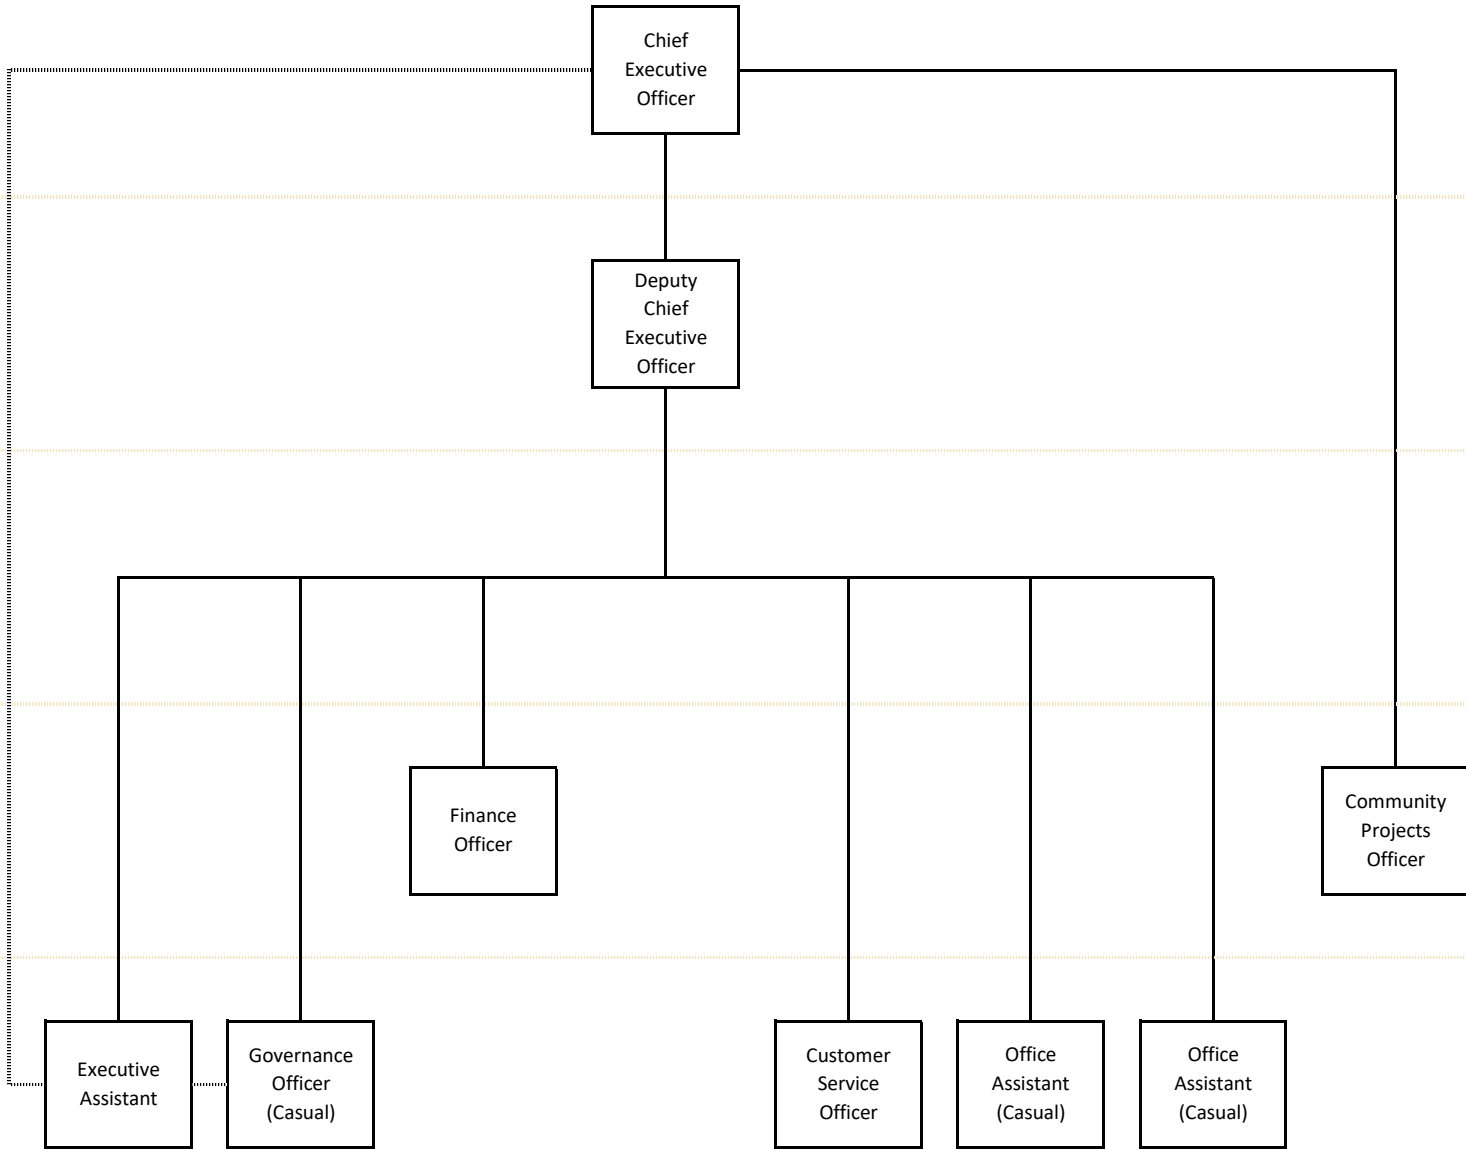 Chief
Executive
Officer
Deputy
Chief
Executive
Officer
Finance
Officer
Community
Projects
Officer
Executive
Assistant
Governance
Officer
(Casual)
Customer
Service
Officer
Office
Assistant
(Casual)
Office
Assistant
(Casual)